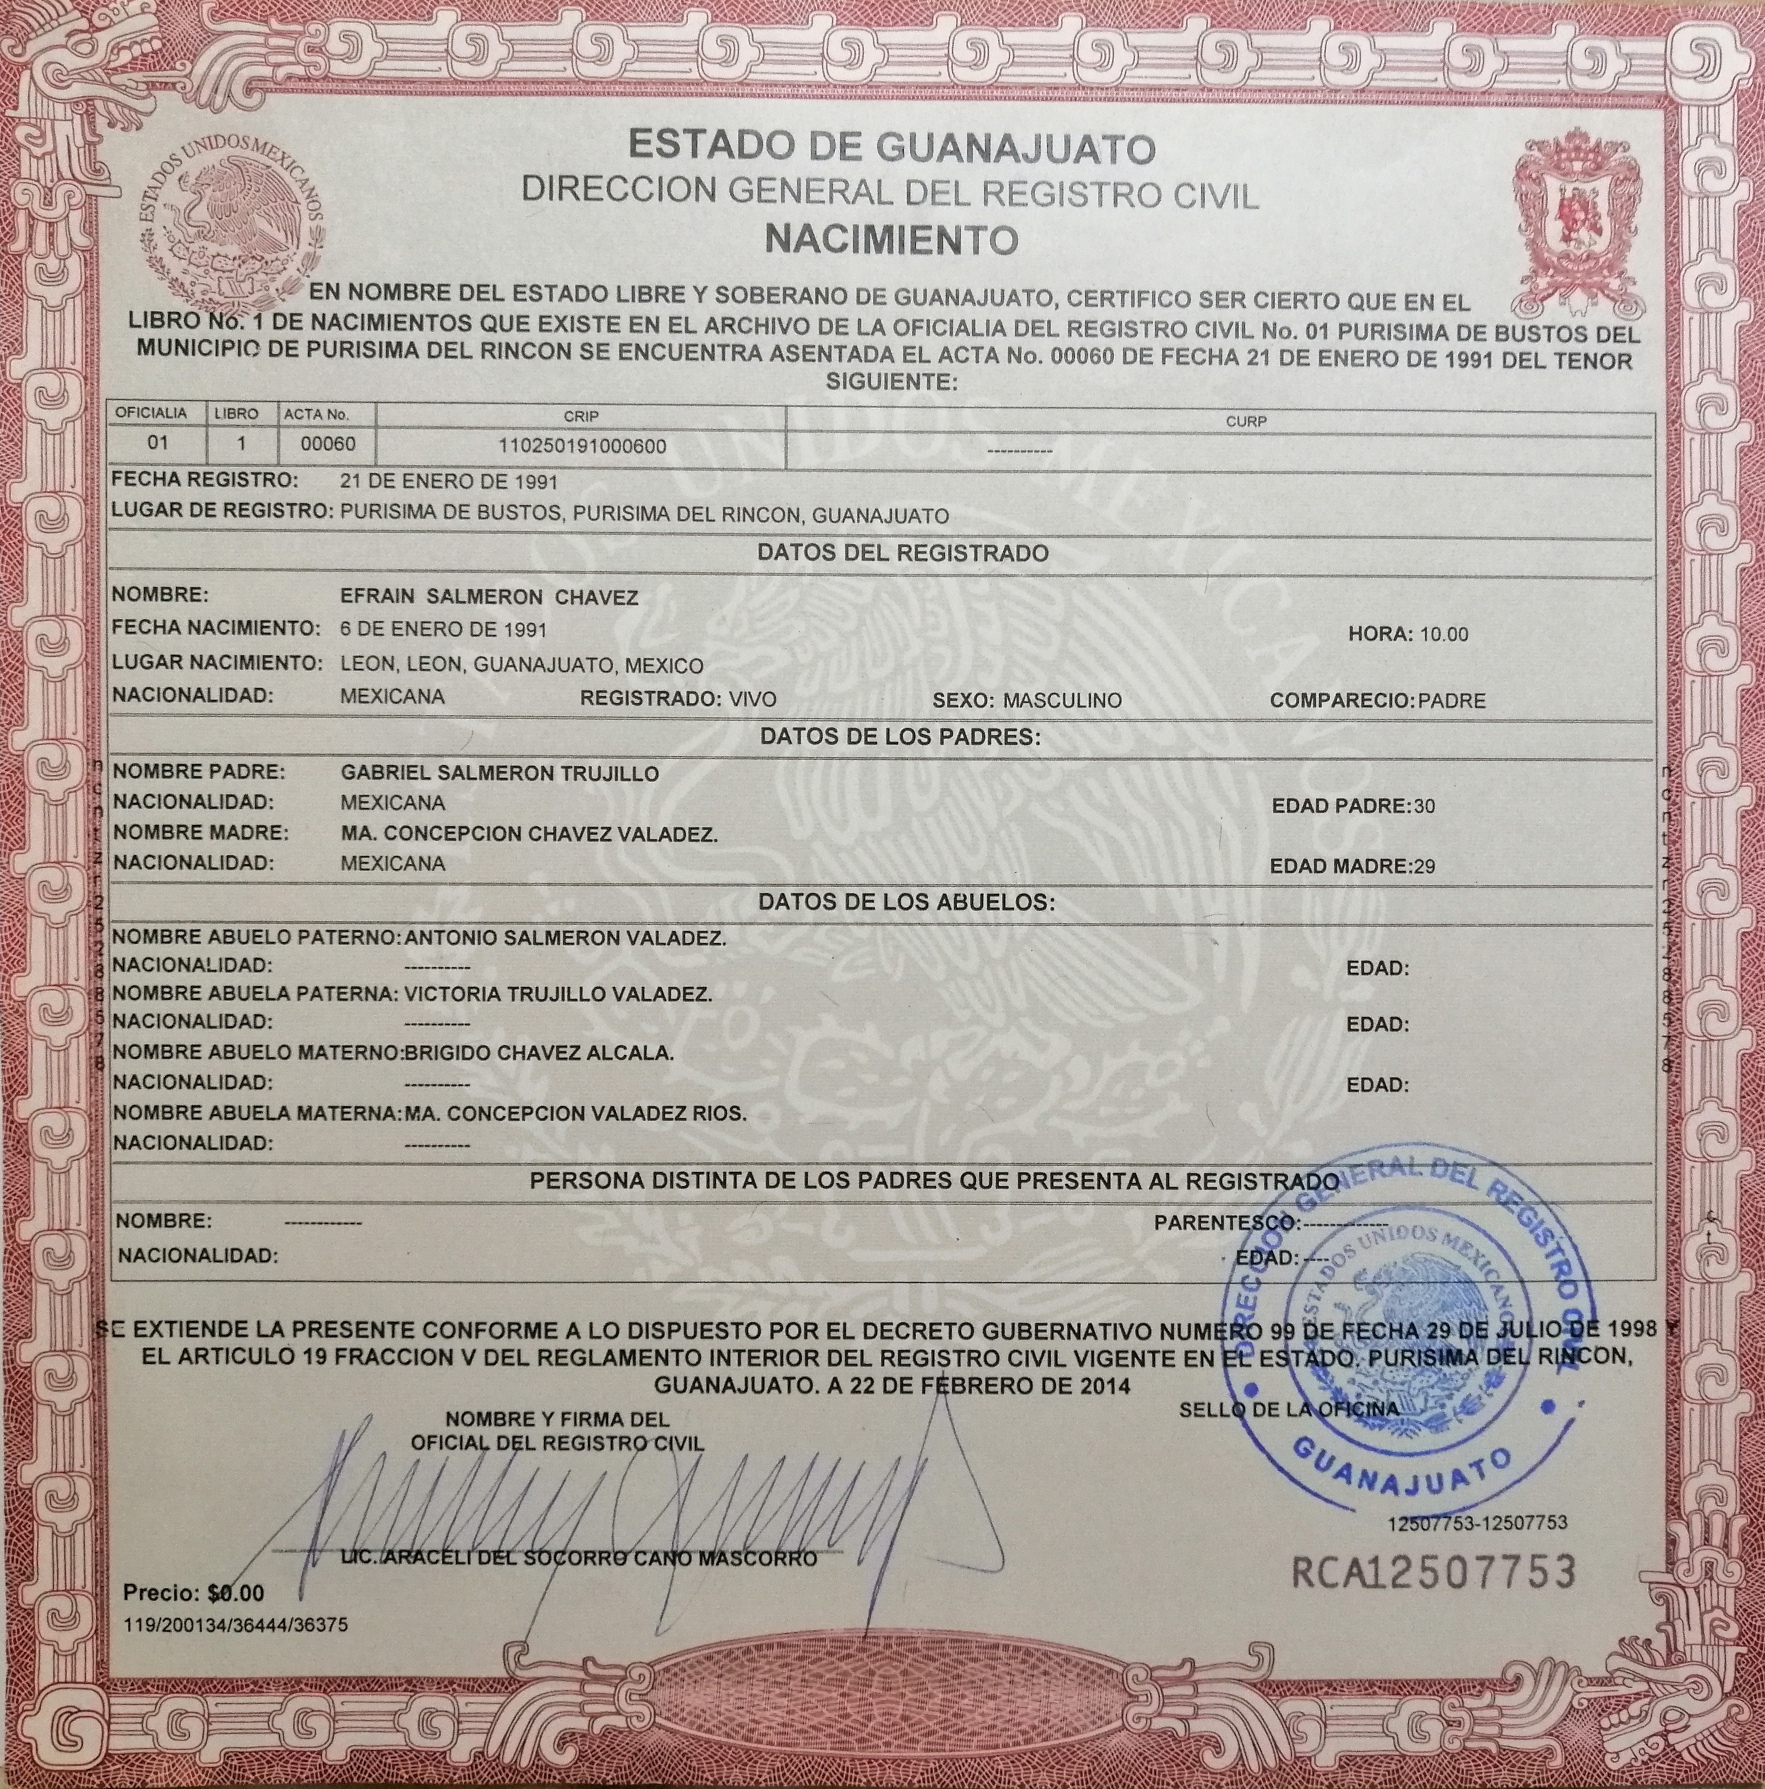 ESTADOS UNIDOS MEXICANOS
ESTADO DE GUANAJUATO
DIRECCION GENERAL DEL REGISTRO CIVIL
NACIMIENTO
EN NOMBRE DEL ESTADO LIBRE Y SOBERANO DE GUANAJUATO, CERTIFICO SER CIERTO QUE EN EL
LIBRO No. 1 DE NACIMIENTOS QUE EXISTE EN EL ARCHIVO DE LA OFICIALIA DEL REGISTRO CIVIL No. 01 PURISIMA DE BUSTOS DEL
MUNICIPIO DE PURISIMA DEL RINCON SE ENCUENTRA ASENTADA EL ACTA No. 00060 DE FECHA 21 DE ENERO DE 1991 DEL TENOR
SIGUIENTE:
OFICIALIA LIBRO ACTA No. CRIP CURP
01 1 00060 110250191000600 ----------
FECHA REGISTRO: 21 DE ENERO DE 1991
LUGAR DE REGISTRO: PURISIMA DE BUSTOS, PURISIMA DEL RINCON, GUANAJUATO
DATOS DEL REGISTRADO
NOMBRE: EFRAIN SALMERON CHAVEZ
FECHA NACIMIENTO: 6 DE ENERO DE 1991 HORA: 10.00
LUGAR NACIMIENTO: LEON, LEON, GUANAJUATO, MEXICO
NACIONALIDAD: MEXICANA REGISTRADO: VIVO SEXO: MASCULINO COMPARECIO: PADRE
DATOS DE LOS PADRES:
NOMBRE PADRE: GABRIEL SALMERON TRUJILLO
NACIONALIDAD: MEXICANA EDAD PADRE: 30
NOMBRE MADRE: MA. CONCEPCION CHAVEZ VALADEZ.
NACIONALIDAD: MEXICANA EDAD MADRE: 29
DATOS DE LOS ABUELOS:
NOMBRE ABUELO PATERNO: ANTONIO SALMERON VALADEZ.
NACIONALIDAD: ---------- EDAD:
NOMBRE ABUELA PATERNA: VICTORIA TRUJILLO VALADEZ.
NACIONALIDAD: ---------- EDAD:
NOMBRE ABUELO MATERNO: BRIGIDO CHAVEZ ALCALA.
NACIONALIDAD: ---------- EDAD:
NOMBRE ABUELA MATERNA: MA. CONCEPCION VALADEZ RIOS.
NACIONALIDAD: ----------
PERSONA DISTINTA DE LOS PADRES QUE PRESENTA AL REGISTRADO
NOMBRE: ------------ PARENTESCO: -------------
NACIONALIDAD: EDAD: ----
SE EXTIENDE LA PRESENTE CONFORME A LO DISPUESTO POR EL DECRETO GUBERNATIVO NUMERO 99 DE FECHA 29 DE JULIO DE 1998 Y
EL ARTICULO 19 FRACCION V DEL REGLAMENTO INTERIOR DEL REGISTRO CIVIL VIGENTE EN EL ESTADO. PURISIMA DEL RINCON,
GUANAJUATO. A 22 DE FEBRERO DE 2014
NOMBRE Y FIRMA DEL
OFICIAL DEL REGISTRO CIVIL
SELLO DE LA OFICINA
DIRECCION GENERAL DEL REGISTRO CIVIL
ESTADOS UNIDOS MEXICANOS
GUANAJUATO
LIC. ARACELI DEL SOCORRO CANO MASCORRO
12507753-12507753
RCA12507753
Precio: $0.00
119/200134/36444/36375